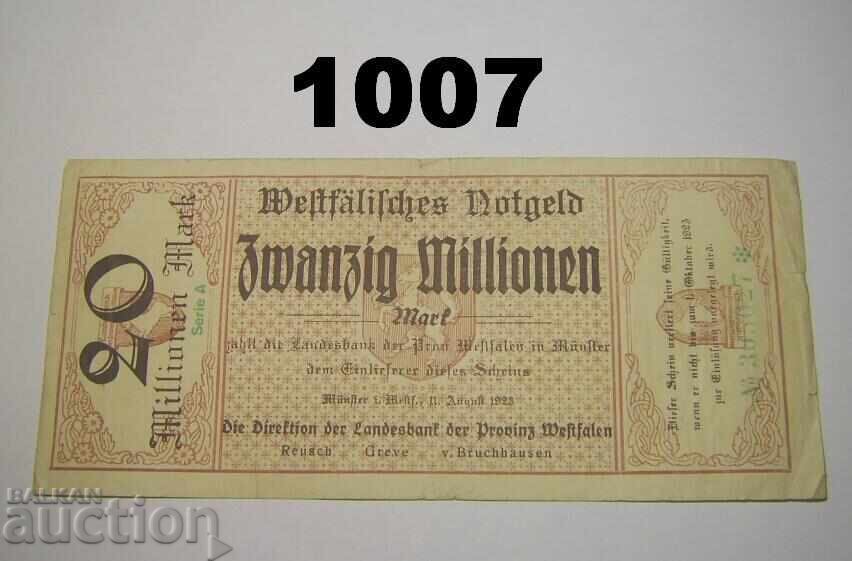 1007
20
Millionen Mark
Serie A
Westfälisches Notgeld
Zwanzig Millionen
Mark
zahlt die Landesbank der Prov Westfalen in Münster
dem Einlieferer dieses Scheins
Münster i. Westf., 11. August 1923
Die Direktion der Landesbank der Provinz Westfalen
Reusch Greve v. Bruchhausen
Dieser Schein verliert seine Gültigkeit,
wenn er nicht bis zum 1. Oktober 1923
zur Einlösung vorgelegt wird.
BALKAN
auction